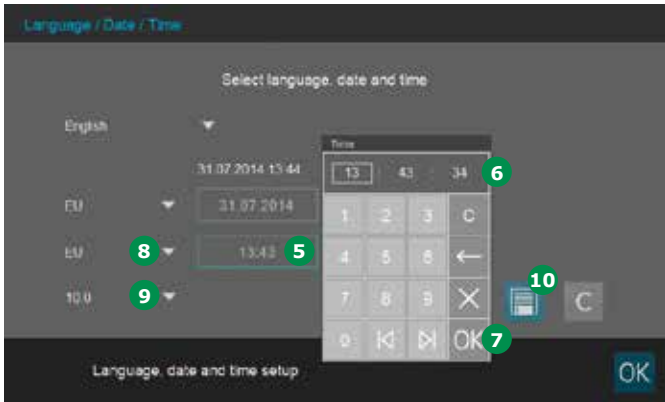 Language / Date / Time
Select language, date and time
English
31.07.2014 13:44
EU
31.07.2014
EU
8
13:43
5
10.0
9
Time
13 : 43 : 34
6
1 2 3 C
4 5 6 ←
7 8 9 X
0 OK
7
10
C
Language, date and time setup
OK